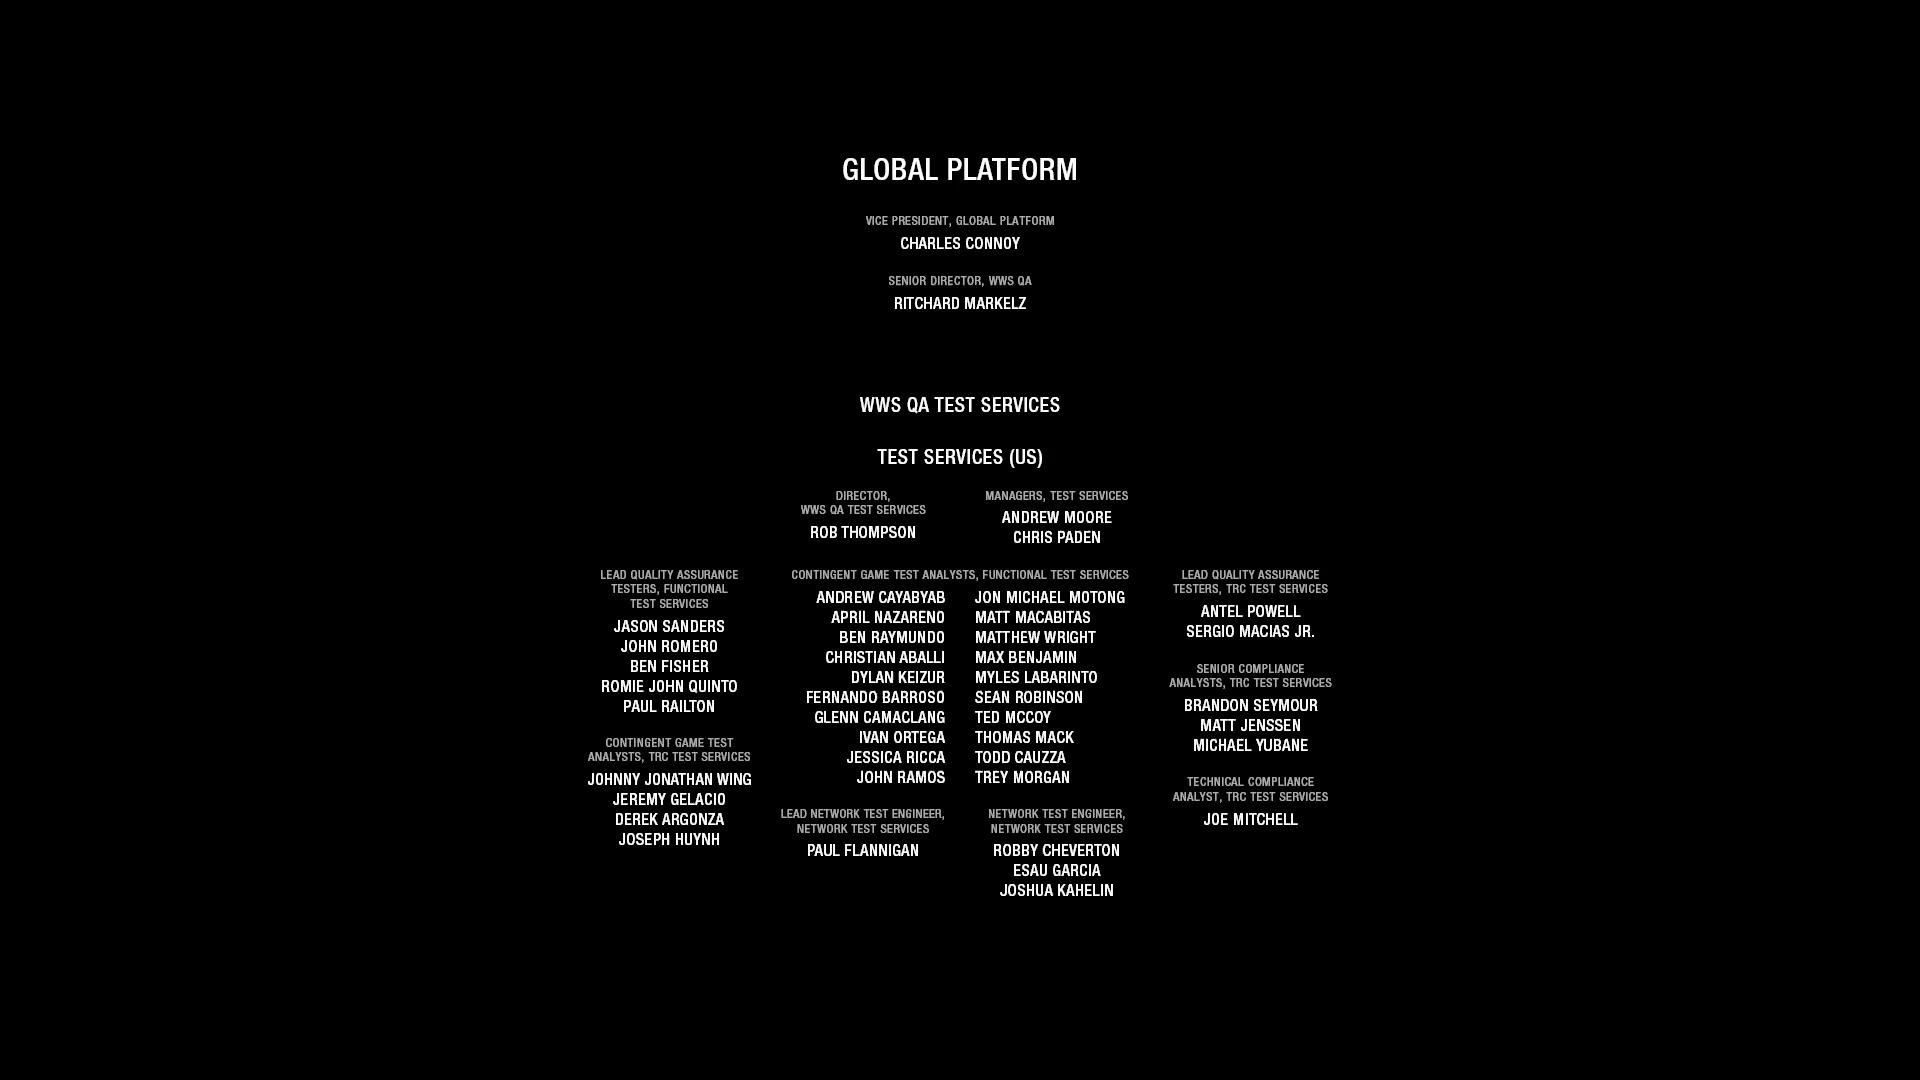 GLOBAL PLATFORM
VICE PRESIDENT, GLOBAL PLATFORM
CHARLES CONNOY
SENIOR DIRECTOR, WWS QA
RITCHARD MARKELZ
WWS QA TEST SERVICES
TEST SERVICES (US)
DIRECTOR,
WWS QA TEST SERVICES
ROB THOMPSON
MANAGERS, TEST SERVICES
ANDREW MOORE
CHRIS PADEN
LEAD QUALITY ASSURANCE
TESTERS, FUNCTIONAL
TEST SERVICES
JASON SANDERS
JOHN ROMERO
BEN FISHER
ROMIE JOHN QUINTO
PAUL RAILTON
CONTINGENT GAME TEST
ANALYSTS, TRC TEST SERVICES
JOHNNY JONATHAN WING
JEREMY GELACIO
DEREK ARGONZA
JOSEPH HUYNH
CONTINGENT GAME TEST ANALYSTS, FUNCTIONAL TEST SERVICES
ANDREW CAYABYAB
APRIL NAZARENO
BEN RAYMUNDO
CHRISTIAN ABALLI
DYLAN KEIZUR
FERNANDO BARROSO
GLENN CAMACLANG
IVAN ORTEGA
JESSICA RICCA
JOHN RAMOS
JON MICHAEL MOTONG
MATT MACABITAS
MATTHEW WRIGHT
MAX BENJAMIN
MYLES LABARINTO
SEAN ROBINSON
TED MCCOY
THOMAS MACK
TODD CAUZZA
TREY MORGAN
LEAD NETWORK TEST ENGINEER,
NETWORK TEST SERVICES
PAUL FLANNIGAN
NETWORK TEST ENGINEER,
NETWORK TEST SERVICES
ROBBY CHEVERTON
ESAU GARCIA
JOSHUA KAHELIN
LEAD QUALITY ASSURANCE
TESTERS, TRC TEST SERVICES
ANTEL POWELL
SERGIO MACIAS JR.
SENIOR COMPLIANCE
ANALYSTS, TRC TEST SERVICES
BRANDON SEYMOUR
MATT JENSSEN
MICHAEL YUBANE
TECHNICAL COMPLIANCE
ANALYST, TRC TEST SERVICES
JOE MITCHELL